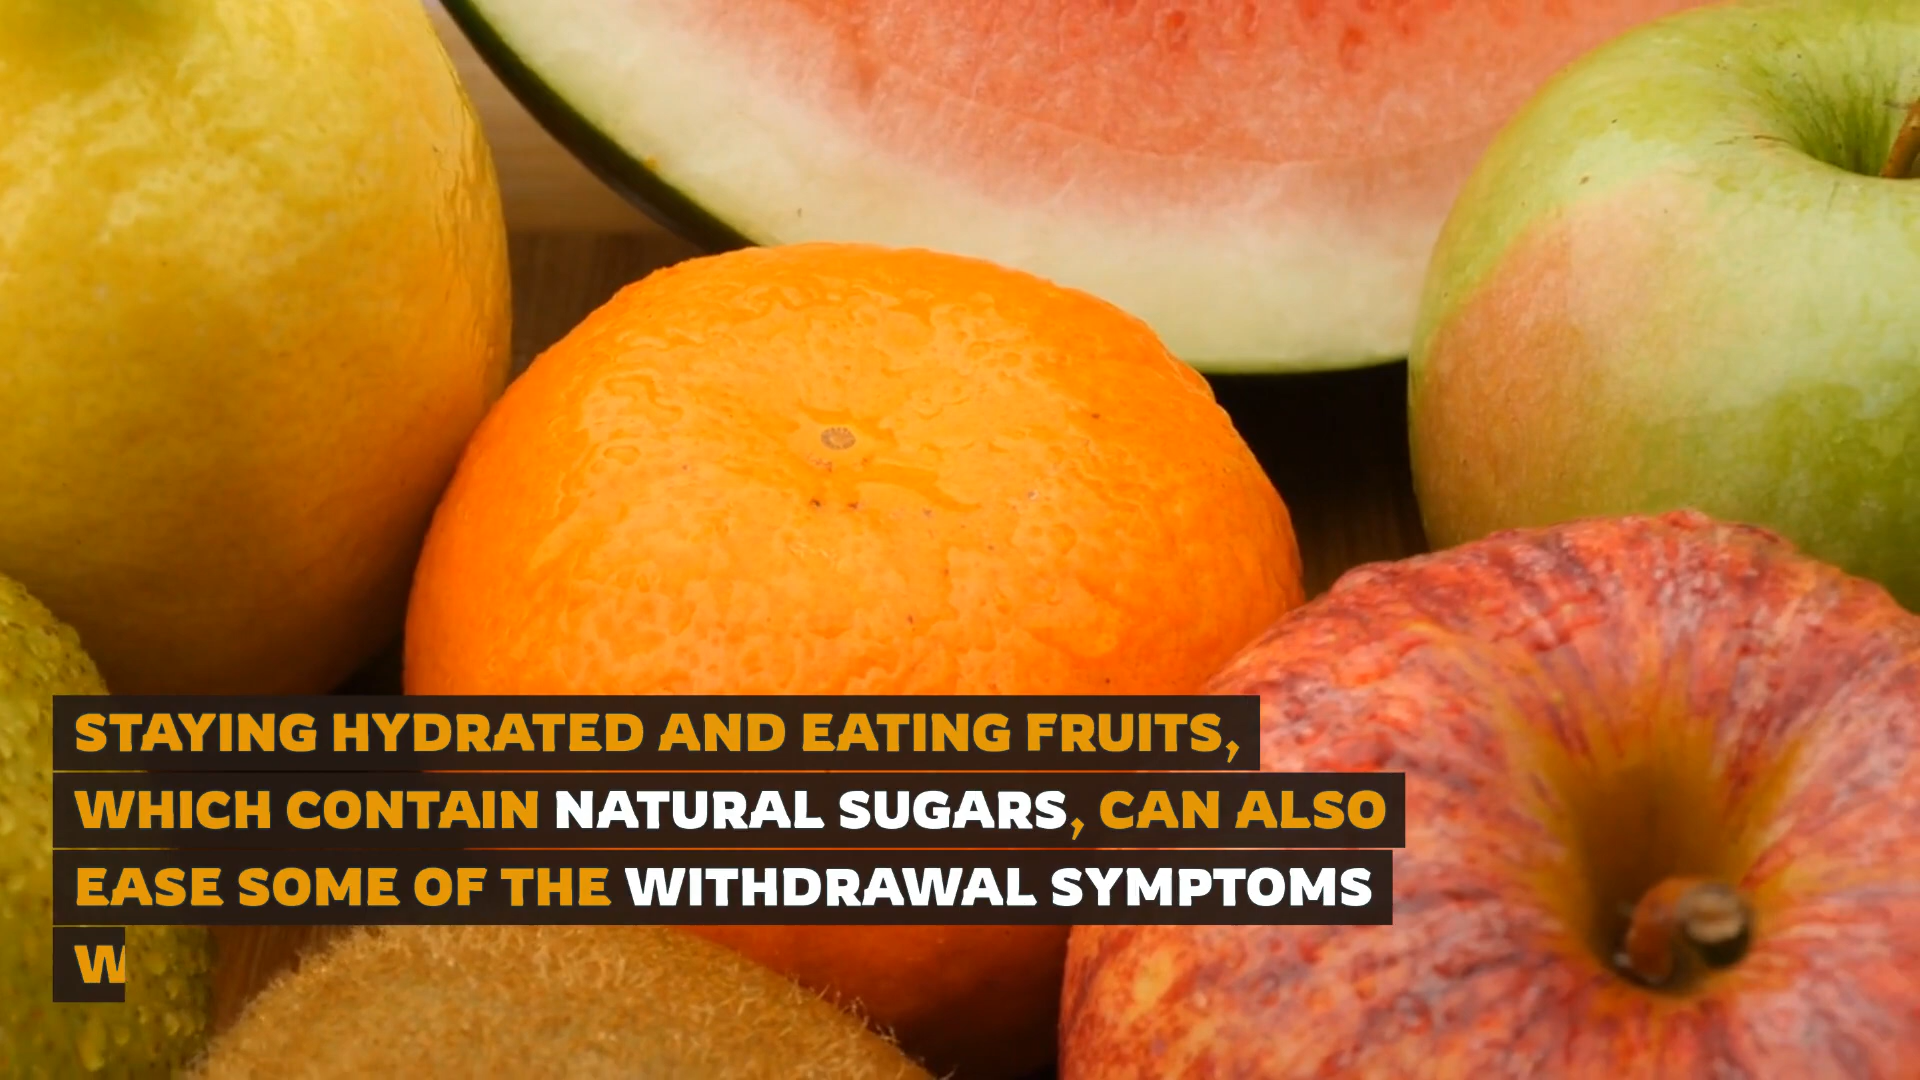 STAYING HYDRATED AND EATING FRUITS,
WHICH CONTAIN NATURAL SUGARS, CAN ALSO
EASE SOME OF THE WITHDRAWAL SYMPTOMS
W